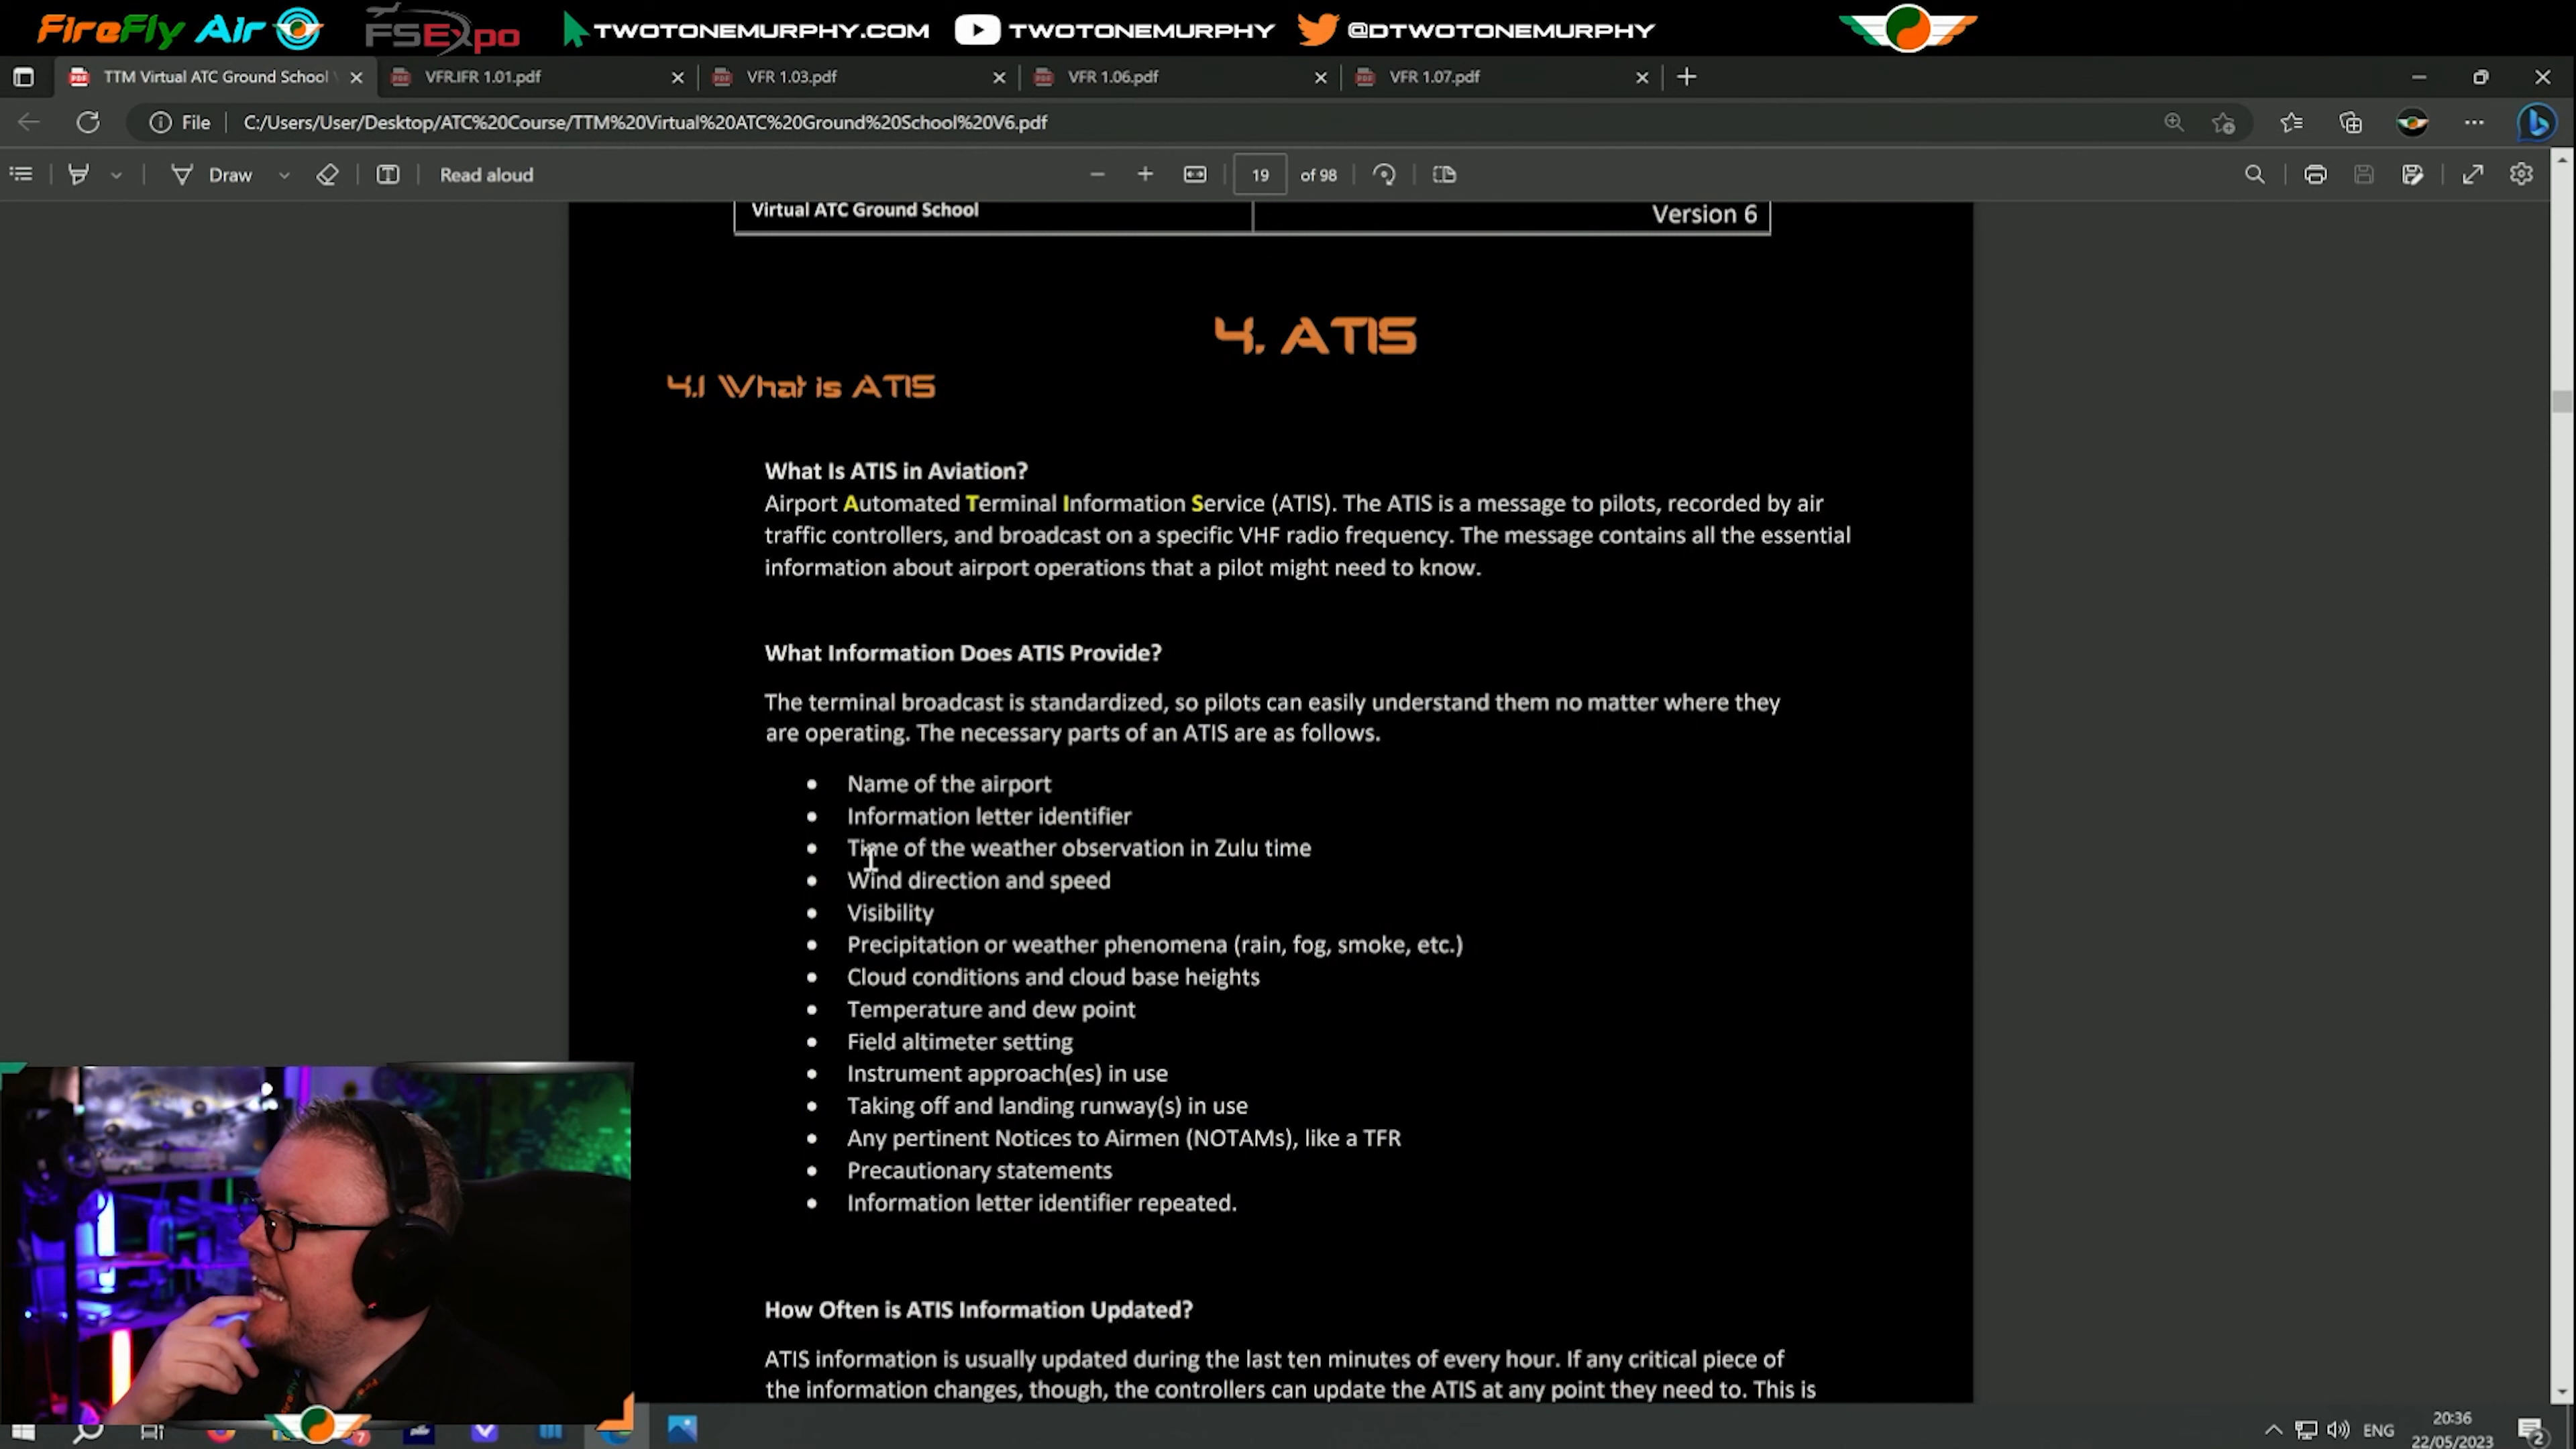 FireFly Air FSExpo TWOTONEMURPHY.COM TWOTONEMURPHY @DTWOTONEMURPHY
TTM Virtual ATC Ground School VFR.IFR 1.01.pdf VFR 1.03.pdf VFR 1.06.pdf VFR 1.07.pdf
File C:/Users/User/Desktop/ATC%20Course/TTM%20Virtual%20ATC%20Ground%20School%20V6.pdf
Draw Read aloud 19 of 98
Virtual ATC Ground School Version 6
4. ATIS
4.1 What is ATIS
What Is ATIS in Aviation?
Airport Automated Terminal Information Service (ATIS). The ATIS is a message to pilots, recorded by air
traffic controllers, and broadcast on a specific VHF radio frequency. The message contains all the essential
information about airport operations that a pilot might need to know.
What Information Does ATIS Provide?
The terminal broadcast is standardized, so pilots can easily understand them no matter where they
are operating. The necessary parts of an ATIS are as follows.
• Name of the airport
• Information letter identifier
• Time of the weather observation in Zulu time
• Wind direction and speed
• Visibility
• Precipitation or weather phenomena (rain, fog, smoke, etc.)
• Cloud conditions and cloud base heights
• Temperature and dew point
• Field altimeter setting
• Instrument approach(es) in use
• Taking off and landing runway(s) in use
• Any pertinent Notices to Airmen (NOTAMs), like a TFR
• Precautionary statements
• Information letter identifier repeated.
How Often is ATIS Information Updated?
ATIS information is usually updated during the last ten minutes of every hour. If any critical piece of
the information changes, though, the controllers can update the ATIS at any point they need to. This is
ENG 20:36
22/05/2023 2